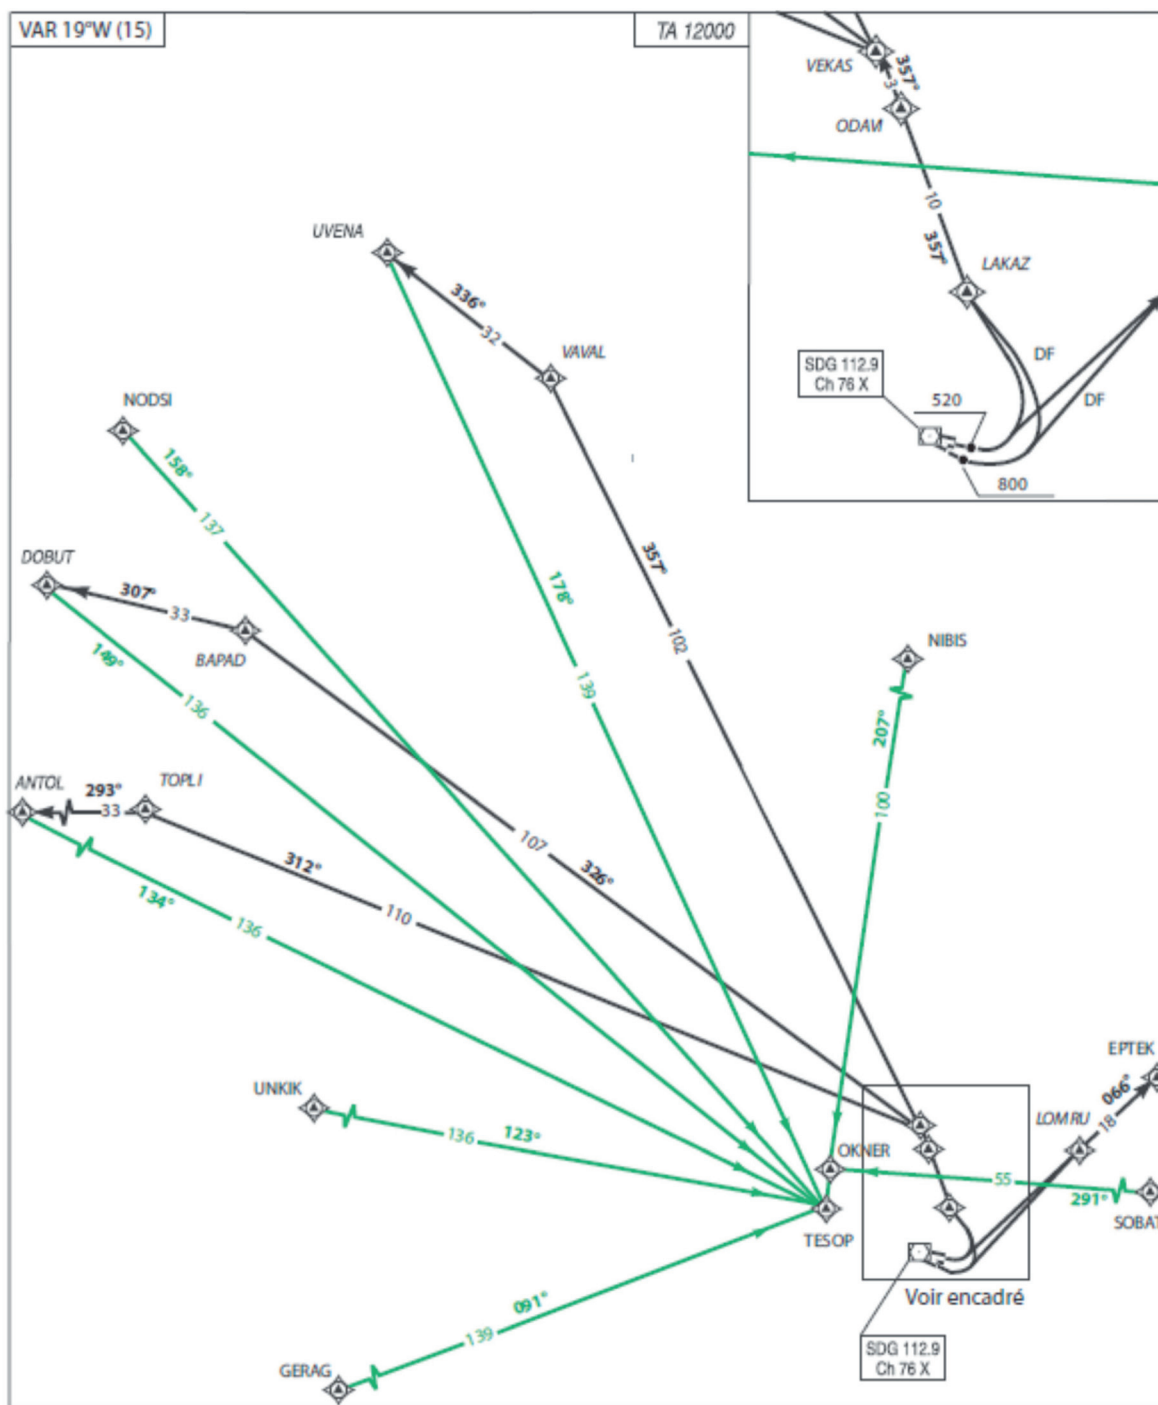 VAR 19°W (15)
TA 12000
VEKAS
357°
3
ODAVI
10
357°
LAKAZ
DF
DF
SDG 112.9
Ch 76 X
520
800
UVENA
336°
32
VAVAL
NODSI
158°
137
DOBUT
307°
33
BAPAD
149°
136
178°
139
357°
102
NIBIS
207°
100
ANTOL
293°
33
TOPLI
134°
136
312°
110
107
326°
UNKIK
136
123°
OKNER
TESOP
EPTEK
066°
18
LOMRU
55
291°
SOBAT
091°
139
GERAG
Voir encadré
SDG 112.9
Ch 76 X